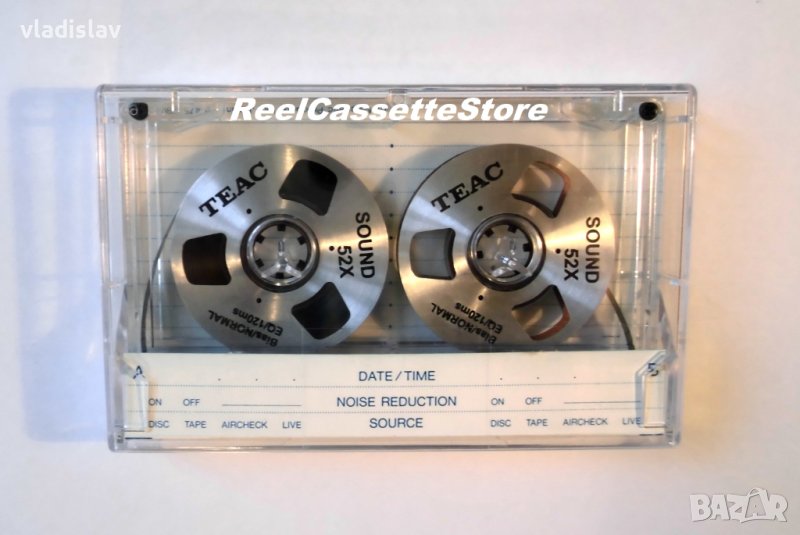 vladislav
ReelCassetteStore
TEAC
SOUND
52X
Bias/NORMAL
EQ/120ms
TEAC
SOUND
52X
Bias/NORMAL
EQ/120ms
A
DATE/TIME
ON OFF NOISE REDUCTION ON OFF
DISC TAPE AIRCHECK LIVE SOURCE DISC TAPE AIRCHECK LIVE
BAZAR